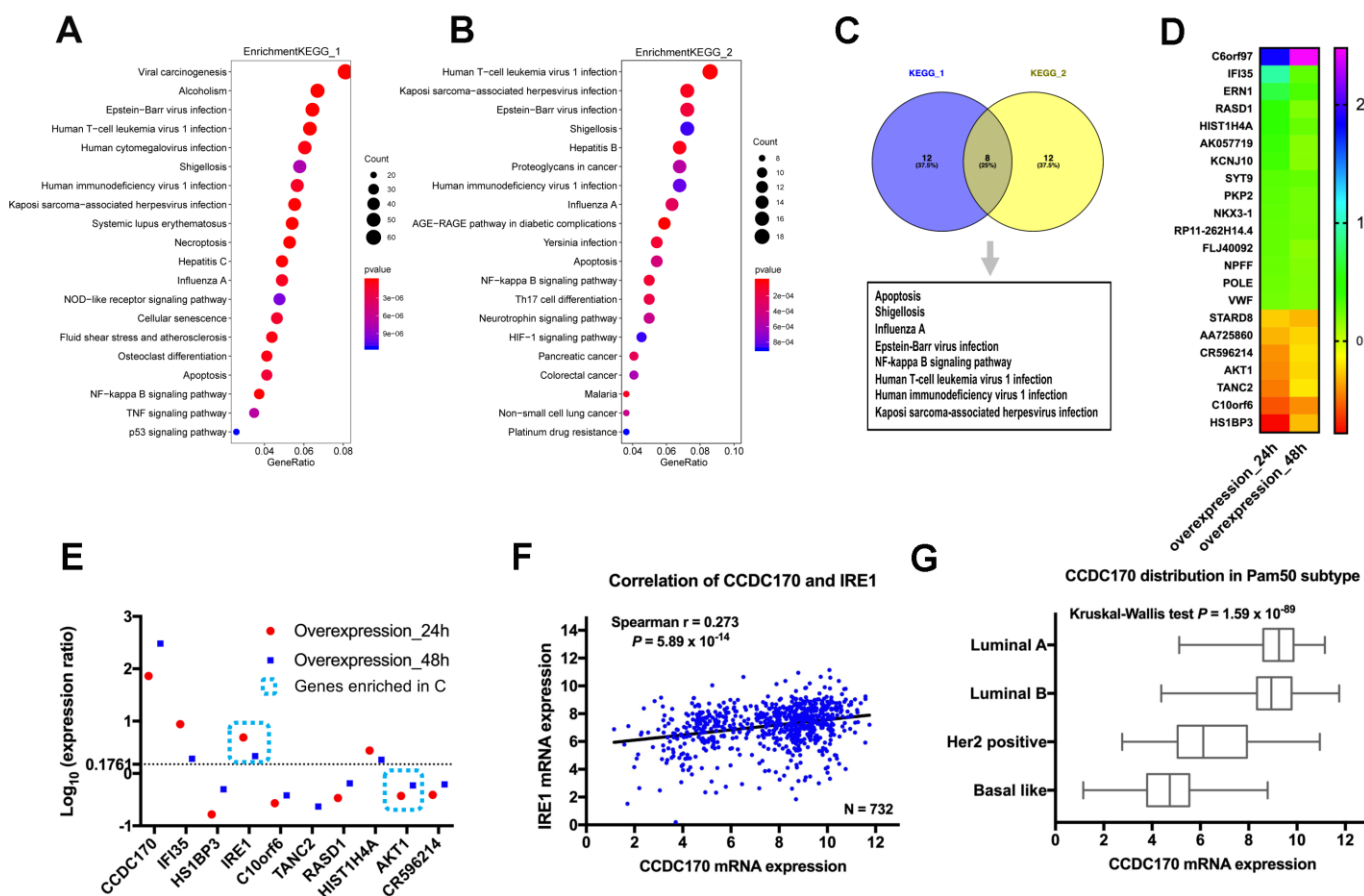 A
EnrichmentKEGG_1
Viral carcinogenesis
Alcoholism
Epstein−Barr virus infection
Human T−cell leukemia virus 1 infection
Human cytomegalovirus infection
Shigellosis
Human immunodeficiency virus 1 infection
Kaposi sarcoma−associated herpesvirus infection
Systemic lupus erythematosus
Necroptosis
Hepatitis C
Influenza A
NOD−like receptor signaling pathway
Cellular senescence
Fluid shear stress and atherosclerosis
Osteoclast differentiation
Apoptosis
NF−kappa B signaling pathway
TNF signaling pathway
p53 signaling pathway
0.04 0.06 0.08
GeneRatio
Count
20
30
40
50
60
pvalue
3e−06
6e−06
9e−06
B
EnrichmentKEGG_2
Human T−cell leukemia virus 1 infection
Kaposi sarcoma−associated herpesvirus infection
Epstein−Barr virus infection
Shigellosis
Hepatitis B
Proteoglycans in cancer
Human immunodeficiency virus 1 infection
Influenza A
AGE−RAGE pathway in diabetic complications
Yersinia infection
Apoptosis
NF−kappa B signaling pathway
Th17 cell differentiation
Neurotrophin signaling pathway
HIF−1 signaling pathway
Pancreatic cancer
Colorectal cancer
Malaria
Non−small cell lung cancer
Platinum drug resistance
0.04 0.06 0.08 0.10
GeneRatio
Count
8
10
12
14
16
18
pvalue
2e−04
4e−04
6e−04
8e−04
C
KEGG_1 KEGG_2
12 8 12
(37.5%) (25%) (37.5%)
Apoptosis
Shigellosis
Influenza A
Epstein-Barr virus infection
NF-kappa B signaling pathway
Human T-cell leukemia virus 1 infection
Human immunodeficiency virus 1 infection
Kaposi sarcoma-associated herpesvirus infection
D
C6orf97
IFI35
ERN1
RASD1
HIST1H4A
AK057719
KCNJ10
SYT9
PKP2
NKX3-1
RP11-262H14.4
FLJ40092
NPFF
POLE
VWF
STARD8
AA725860
CR596214
AKT1
TANC2
C10orf6
HS1BP3
2
1
0
overexpression_24h
overexpression_48h
E
Log10 (expression ratio)
3
2
1
0.1761
0
-1
Overexpression_24h
Overexpression_48h
Genes enriched in C
CCDC170
IFI35
HS1BP3
IRE1
C10orf6
TANC2
RASD1
HIST1H4A
AKT1
CR596214
F
Correlation of CCDC170 and IRE1
Spearman r = 0.273
P = 5.89 x 10-14
IRE1 mRNA expression
14
12
10
8
6
4
2
0
N = 732
0 1 2 3 4 5 6 7 8 9 10 11 12
CCDC170 mRNA expression
G
CCDC170 distribution in Pam50 subtype
Kruskal-Wallis test P = 1.59 x 10-89
Luminal A
Luminal B
Her2 positive
Basal like
0 2 4 6 8 10 12
CCDC170 mRNA expression